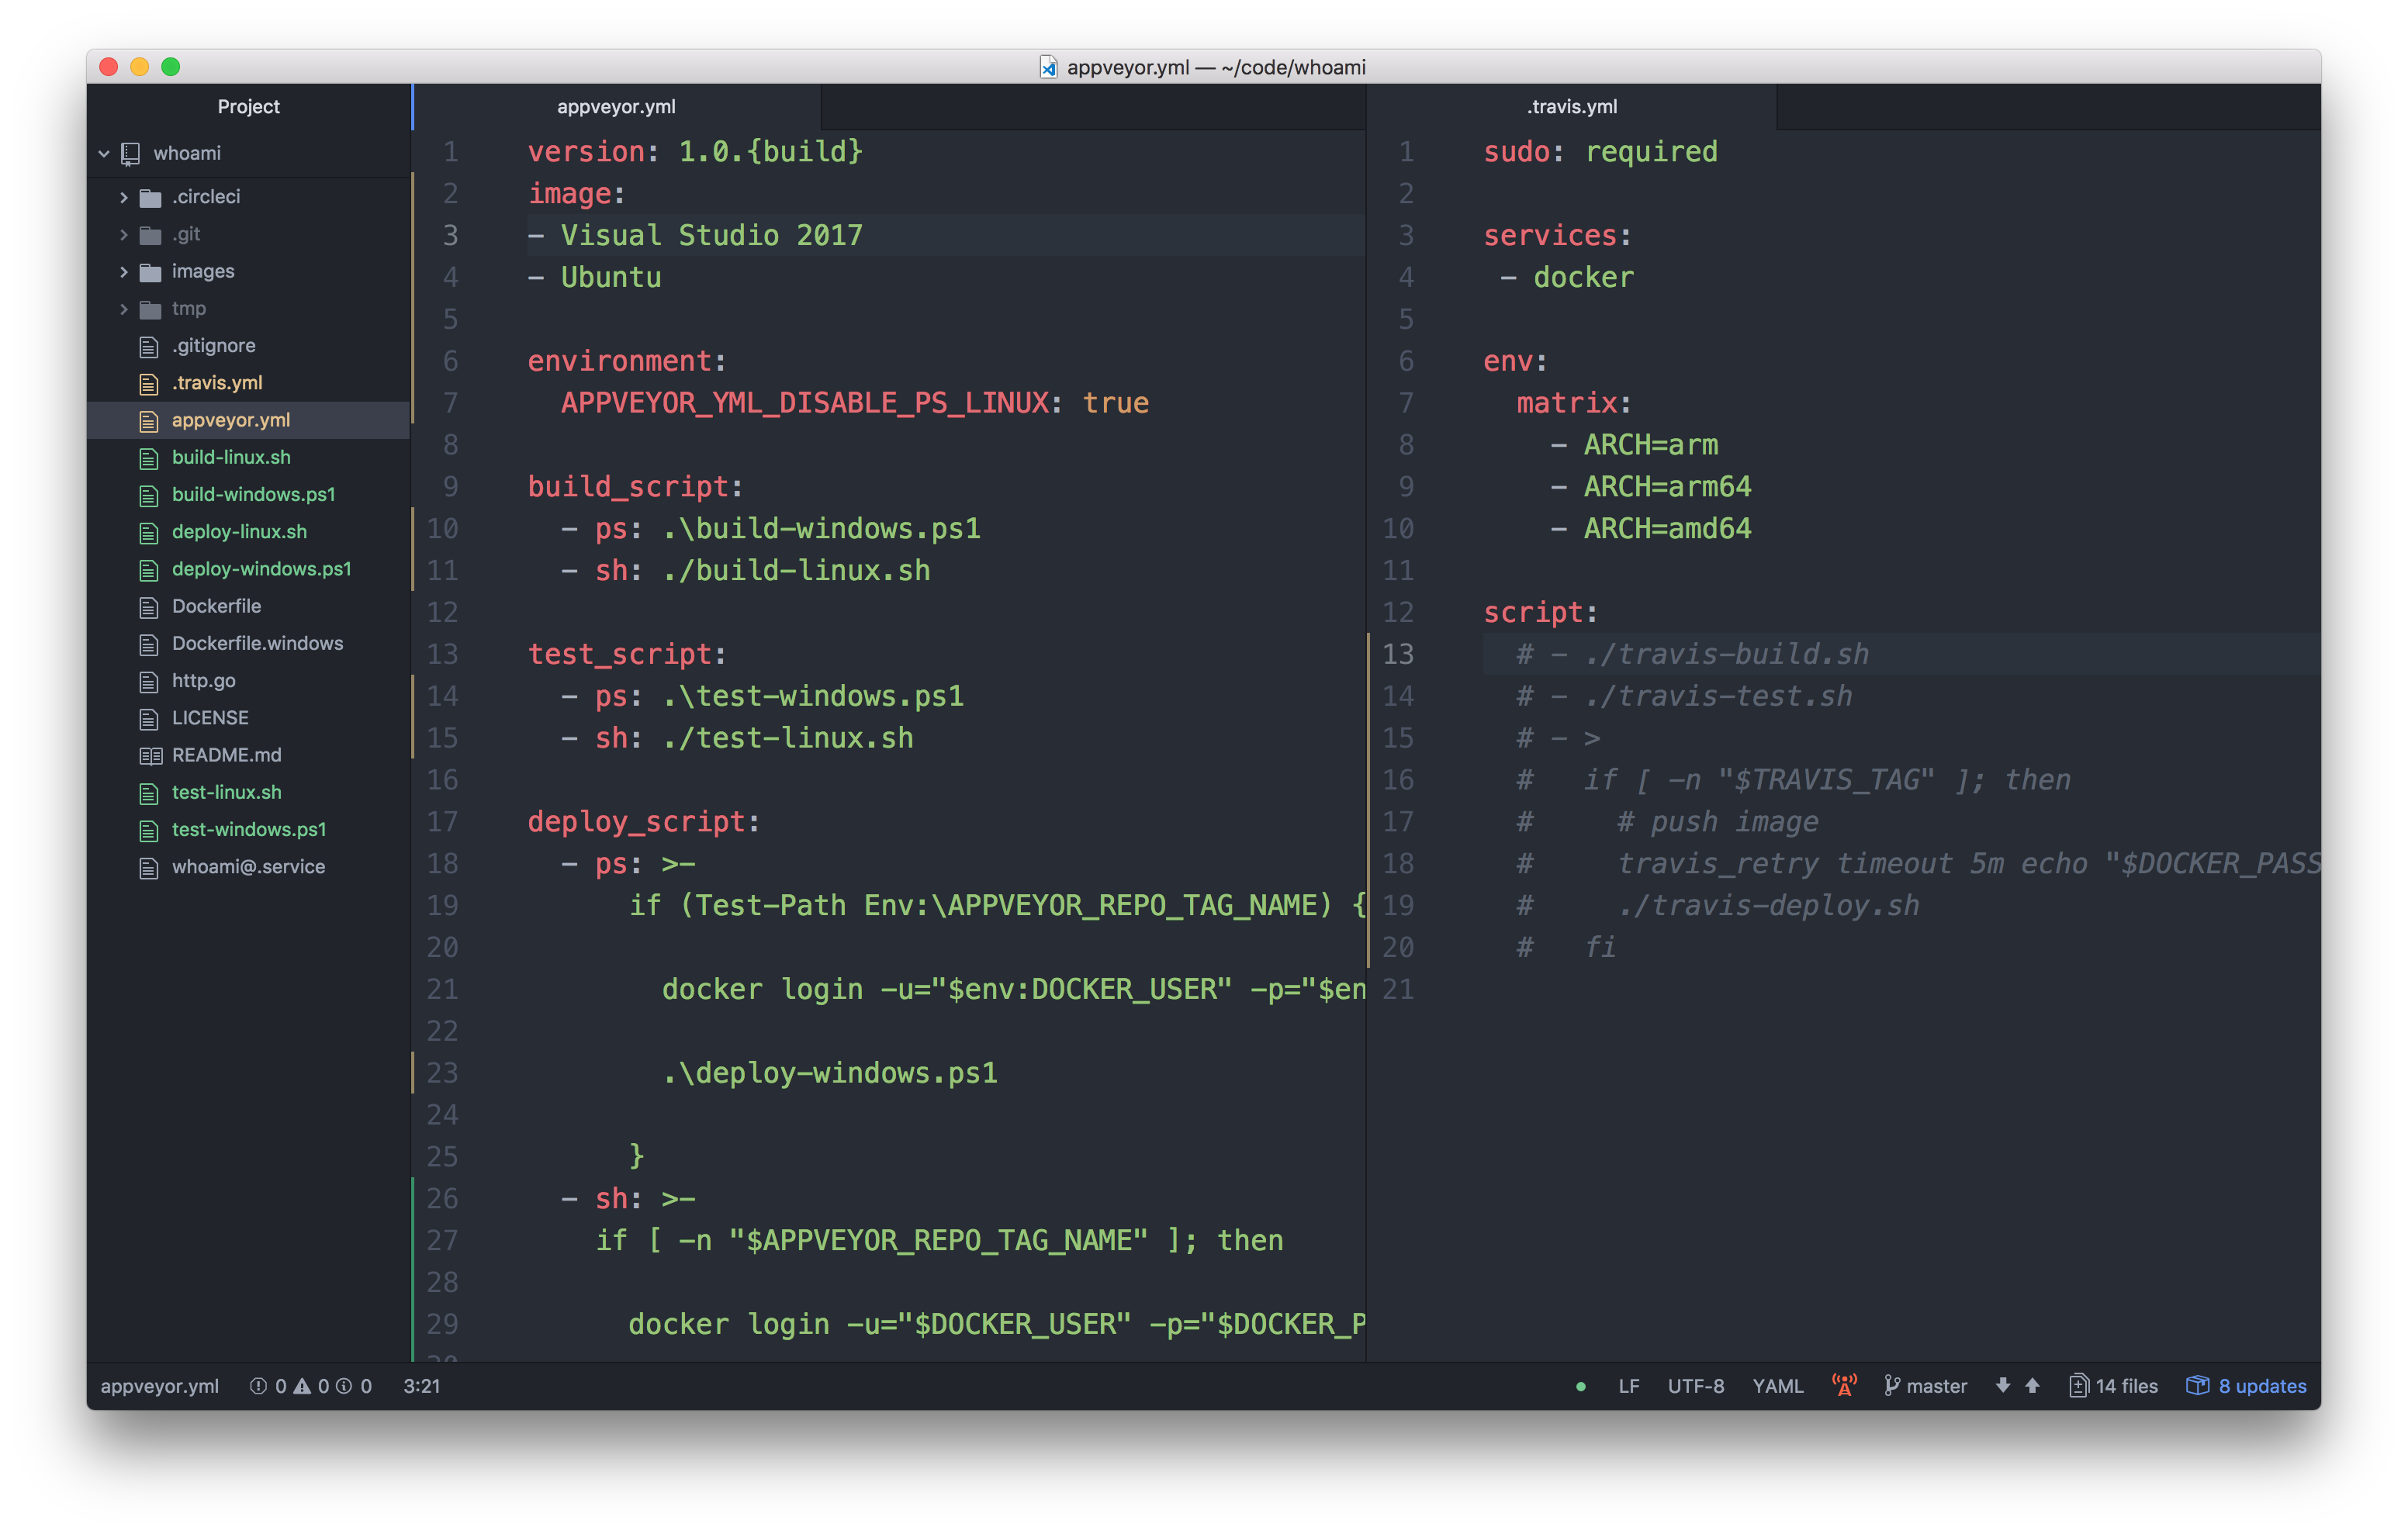 appveyor.yml — ~/code/whoami
Project
whoami
.circleci
.git
images
tmp
.gitignore
.travis.yml
appveyor.yml
build-linux.sh
build-windows.ps1
deploy-linux.sh
deploy-windows.ps1
Dockerfile
Dockerfile.windows
http.go
LICENSE
README.md
test-linux.sh
test-windows.ps1
whoami@.service
appveyor.yml
1 version: 1.0.{build}
2 image:
3 - Visual Studio 2017
4 - Ubuntu
5
6 environment:
7 APPVEYOR_YML_DISABLE_PS_LINUX: true
8
9 build_script:
10 - ps: .\build-windows.ps1
11 - sh: ./build-linux.sh
12
13 test_script:
14 - ps: .\test-windows.ps1
15 - sh: ./test-linux.sh
16
17 deploy_script:
18 - ps: >-
19 if (Test-Path Env:\APPVEYOR_REPO_TAG_NAME) {
20
21 docker login -u="$env:DOCKER_USER" -p="$en
22
23 .\deploy-windows.ps1
24
25 }
26 - sh: >-
27 if [ -n "$APPVEYOR_REPO_TAG_NAME" ]; then
28
29 docker login -u="$DOCKER_USER" -p="$DOCKER_P
.travis.yml
1 sudo: required
2
3 services:
4 - docker
5
6 env:
7 matrix:
8 - ARCH=arm
9 - ARCH=arm64
10 - ARCH=amd64
11
12 script:
13 # - ./travis-build.sh
14 # - ./travis-test.sh
15 # - >
16 # if [ -n "$TRAVIS_TAG" ]; then
17 # # push image
18 # travis_retry timeout 5m echo "$DOCKER_PASS
19 # ./travis-deploy.sh
20 # fi
21
appveyor.yml 0 0 0 3:21 LF UTF-8 YAML master 14 files 8 updates